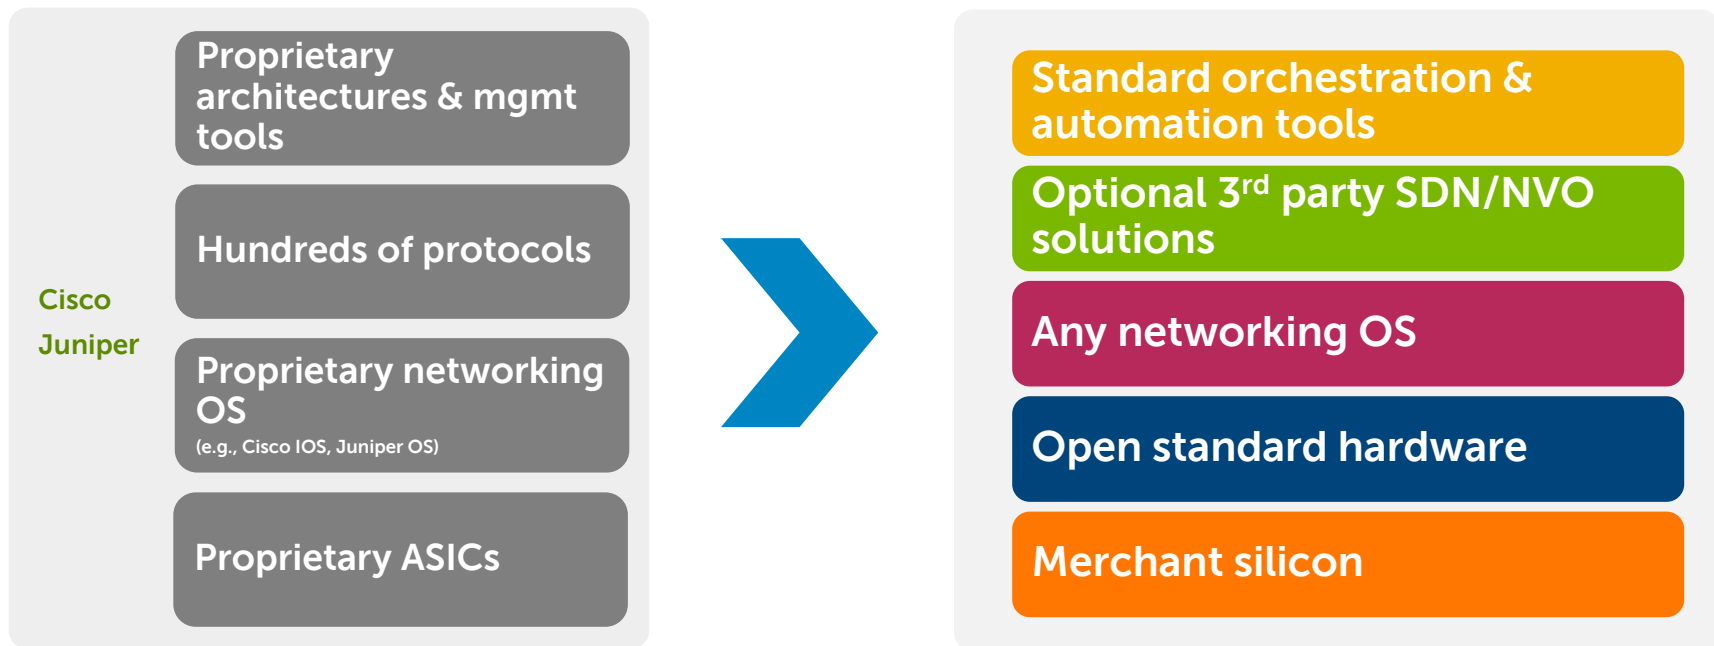 Cisco
Juniper
Proprietary
architectures & mgmt
tools
Hundreds of protocols
Proprietary networking
OS
(e.g., Cisco IOS, Juniper OS)
Proprietary ASICs
Standard orchestration &
automation tools
Optional 3rd party SDN/NVO
solutions
Any networking OS
Open standard hardware
Merchant silicon